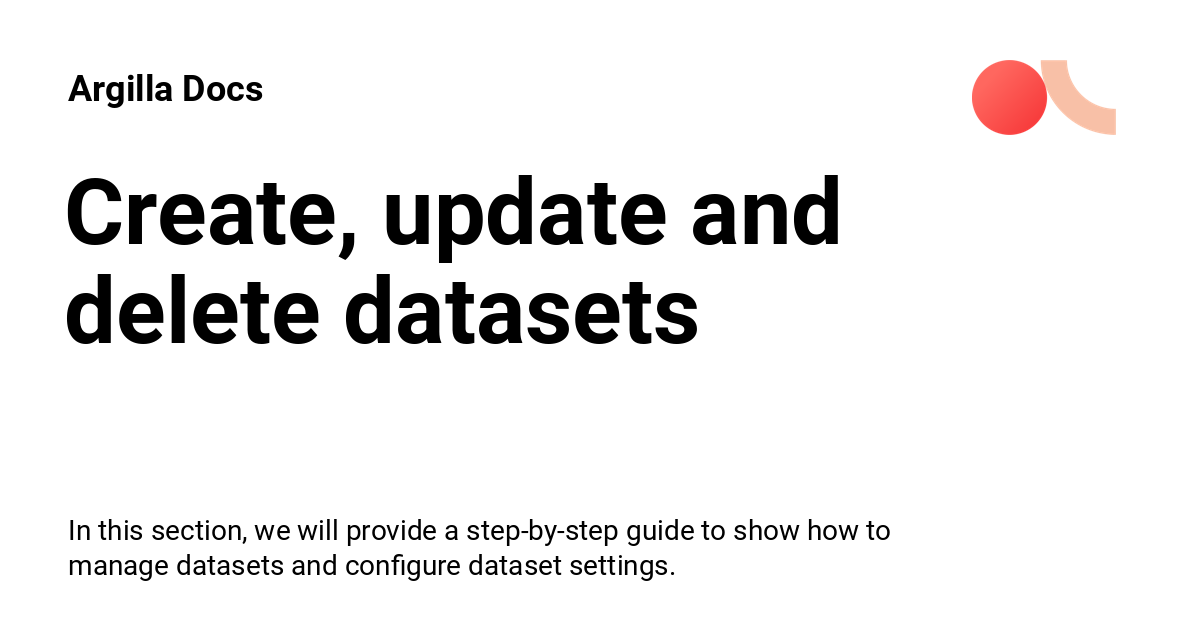 Argilla Docs
Create, update and
delete datasets
In this section, we will provide a step-by-step guide to show how to
manage datasets and configure dataset settings.